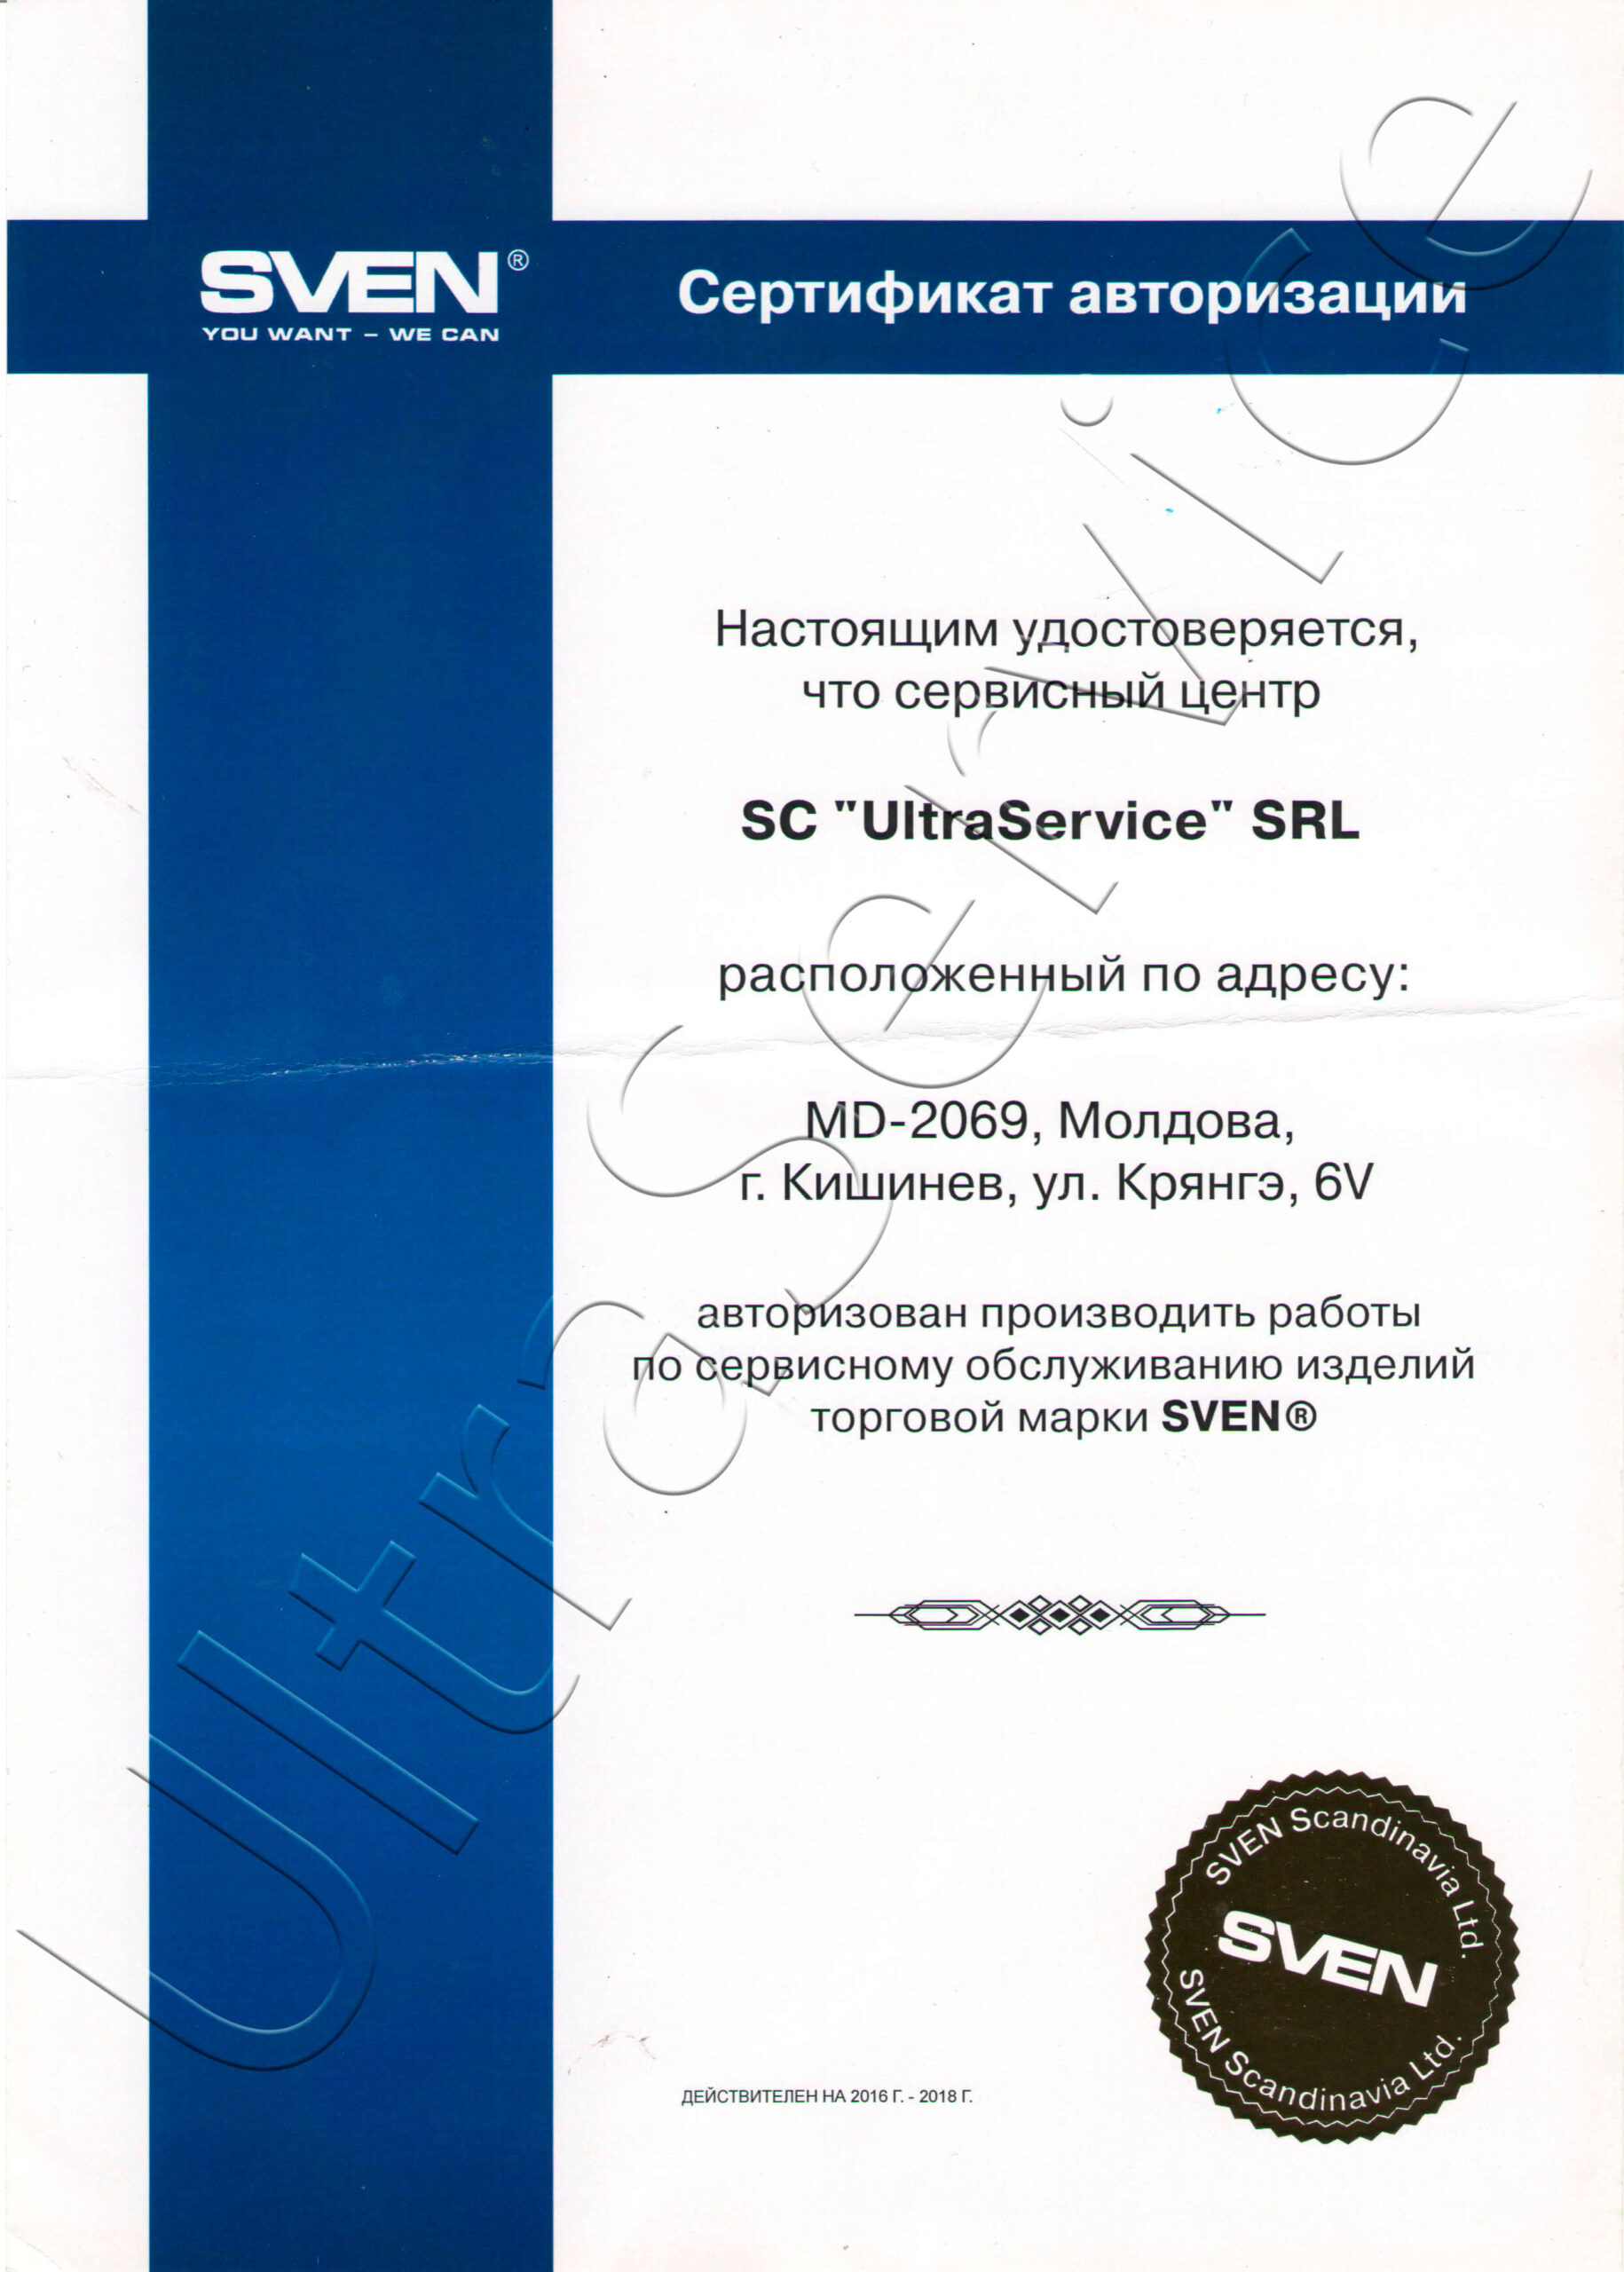 SVEN®
YOU WANT – WE CAN
Сертификат авторизации
Настоящим удостоверяется,
что сервисный центр
SC "UltraService" SRL
расположенный по адресу:
MD-2069, Молдова,
г. Кишинев, ул. Крянгэ, 6V
авторизован производить работы
по сервисному обслуживанию изделий
торговой марки SVEN®
SVEN Scandinavia Ltd.
SVEN
SVEN Scandinavia Ltd.
ДЕЙСТВИТЕЛЕН НА 2016 Г. - 2018 Г.
UltraService